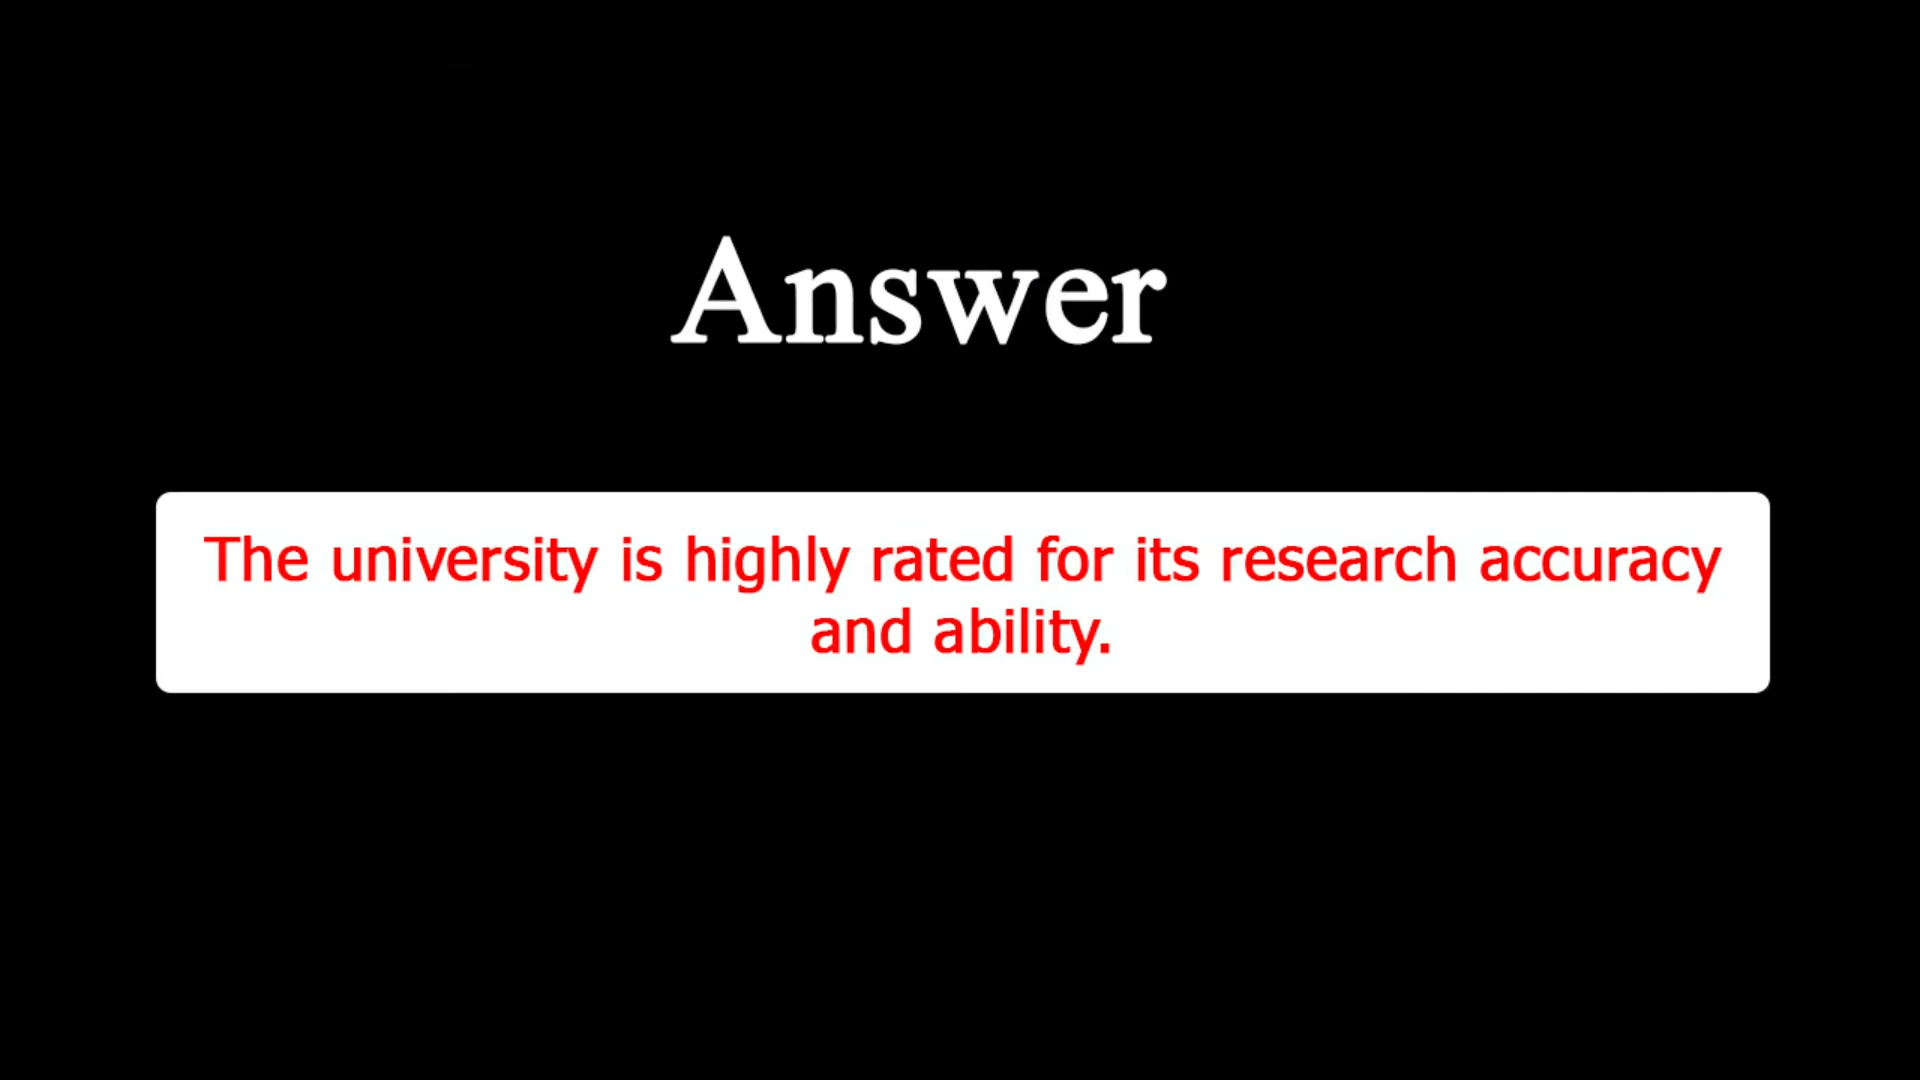 Answer
The university is highly rated for its research accuracy
and ability.